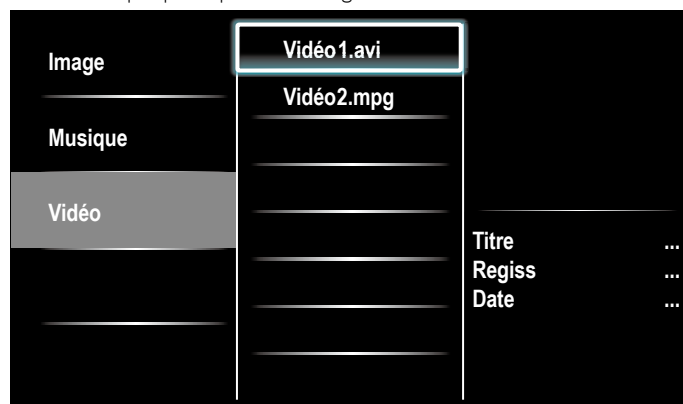 Image
Musique
Vidéo
Vidéo1.avi
Vidéo2.mpg
Titre ...
Regiss ...
Date ...